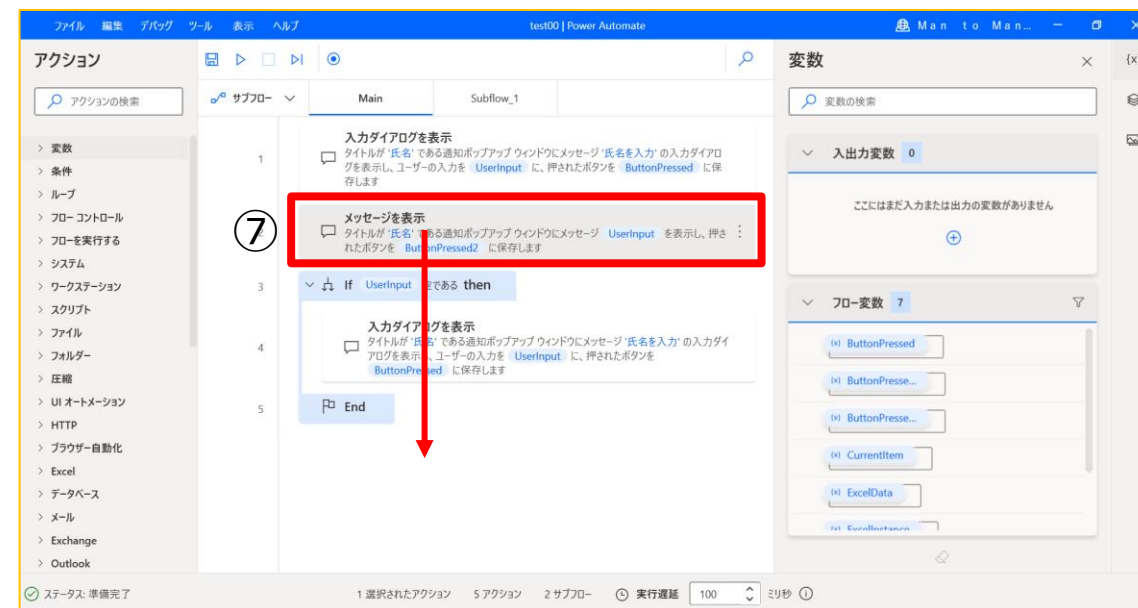 ファイル 編集 デバッグ ツール 表示 ヘルプ
test00 | Power Automate
Man to Man...
アクション
アクションの検索
変数
条件
ループ
フロー コントロール
フローを実行する
システム
ワークステーション
スクリプト
ファイル
フォルダー
圧縮
UI オートメーション
HTTP
ブラウザー自動化
Excel
データベース
メール
Exchange
Outlook
サブフロー
Main
Subflow_1
1
入力ダイアログを表示
タイトルが '氏名' である通知ポップアップ ウィンドウにメッセージ '氏名を入力' の入力ダイアロ
グを表示し、ユーザーの入力を UserInput に、押されたボタンを ButtonPressed に保
存します
⑦
メッセージを表示
タイトルが '氏名' である通知ポップアップ ウィンドウにメッセージ UserInput を表示し、押さ
れたボタンを ButtonPressed2 に保存します
3
If UserInput である then
4
入力ダイアログを表示
タイトルが '氏名' である通知ポップアップ ウィンドウにメッセージ '氏名を入力' の入力ダイ
アログを表示し、ユーザーの入力を UserInput に、押されたボタンを
ButtonPressed に保存します
5
End
変数
{x
変数の検索
入出力変数 0
ここにはまだ入力または出力の変数がありません
フロー変数 7
(x) ButtonPressed
(x) ButtonPresse...
(x) ButtonPresse...
(x) CurrentItem
(x) ExcelData
(x) ExcelInstance
ステータス: 準備完了
1 選択されたアクション
5 アクション
2 サブフロー
実行遅延 100 ミリ秒